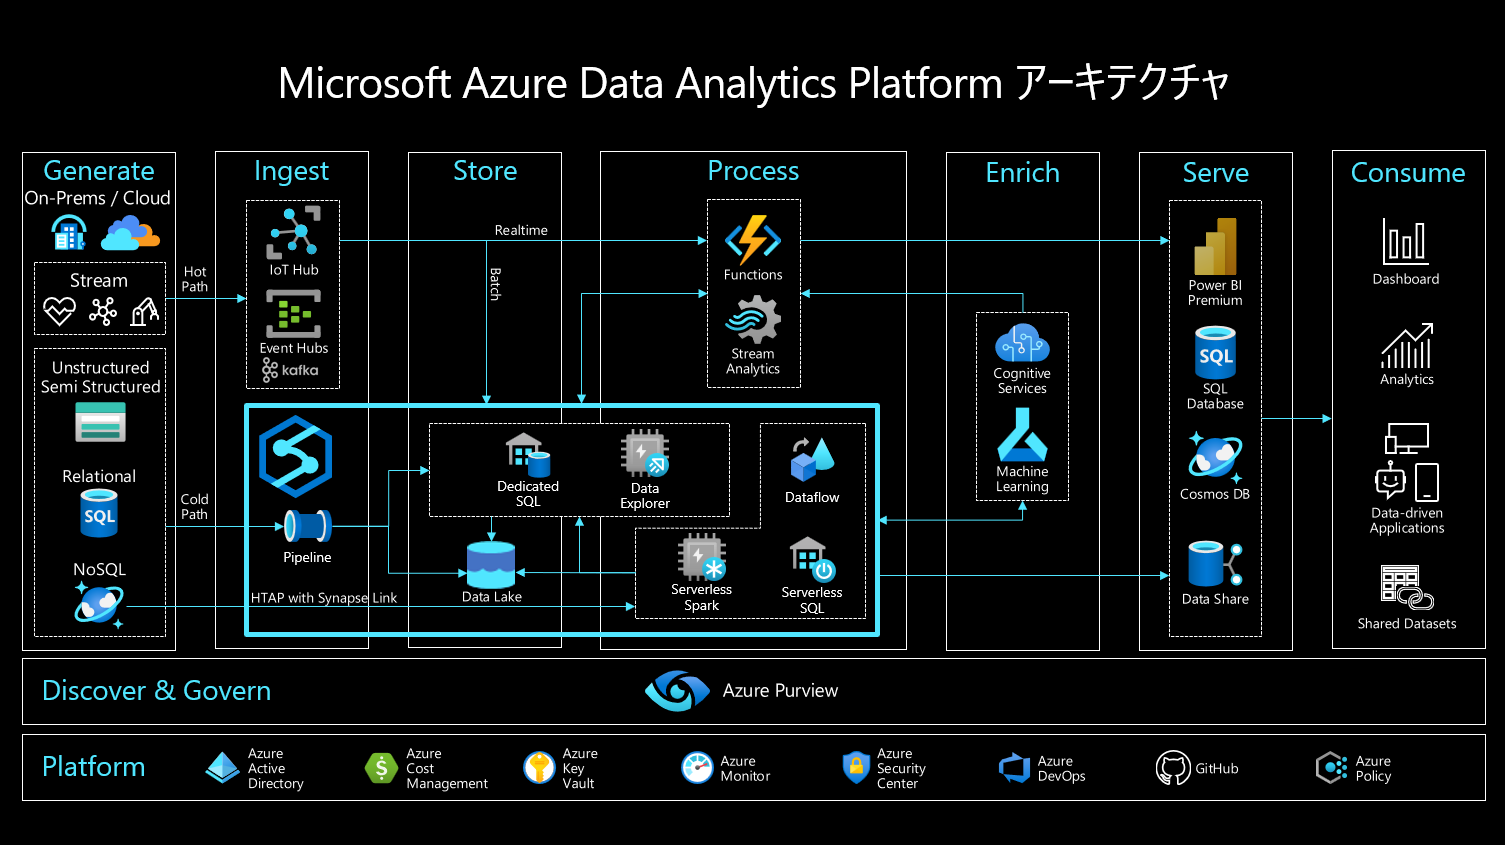 Microsoft Azure Data Analytics Platform アーキテクチャ
Generate
On-Prems / Cloud
Stream
Hot
Path
Unstructured
Semi Structured
Relational
SQL
Cold
Path
NoSQL
Ingest
IoT Hub
Event Hubs
kafka
Pipeline
HTAP with Synapse Link
Store
Realtime
Batch
Dedicated
SQL
Data
Explorer
Data Lake
Process
Functions
Stream
Analytics
Dataflow
Serverless
Spark
Serverless
SQL
Enrich
Cognitive
Services
Machine
Learning
Serve
Power BI
Premium
SQL
SQL
Database
Cosmos DB
Data Share
Consume
Dashboard
Analytics
Data-driven
Applications
Shared Datasets
Discover & Govern
Azure Purview
Platform
Azure
Active
Directory
$
Azure
Cost
Management
Azure
Key
Vault
Azure
Monitor
Azure
Security
Center
Azure
DevOps
GitHub
Azure
Policy